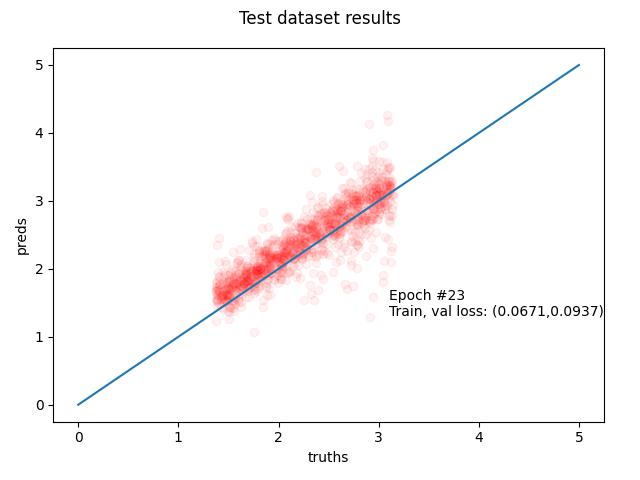 Test dataset results
5
4
3
2
1
0
preds
Epoch #23
Train, val loss: (0.0671,0.0937)
0 1 2 3 4 5
truths